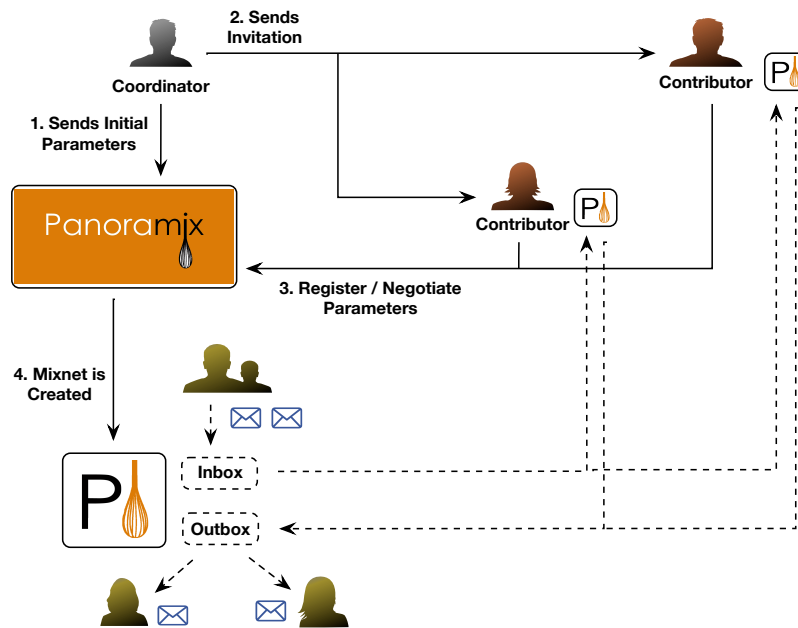 2. Sends
Invitation
Coordinator
Contributor
P
1. Sends Initial
Parameters
Panoramix
Contributor
P
3. Register / Negotiate
Parameters
4. Mixnet is
Created
P
Inbox
Outbox